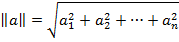 ‖a‖ = √(a₁² + a₂² + ⋯ + aₙ²)